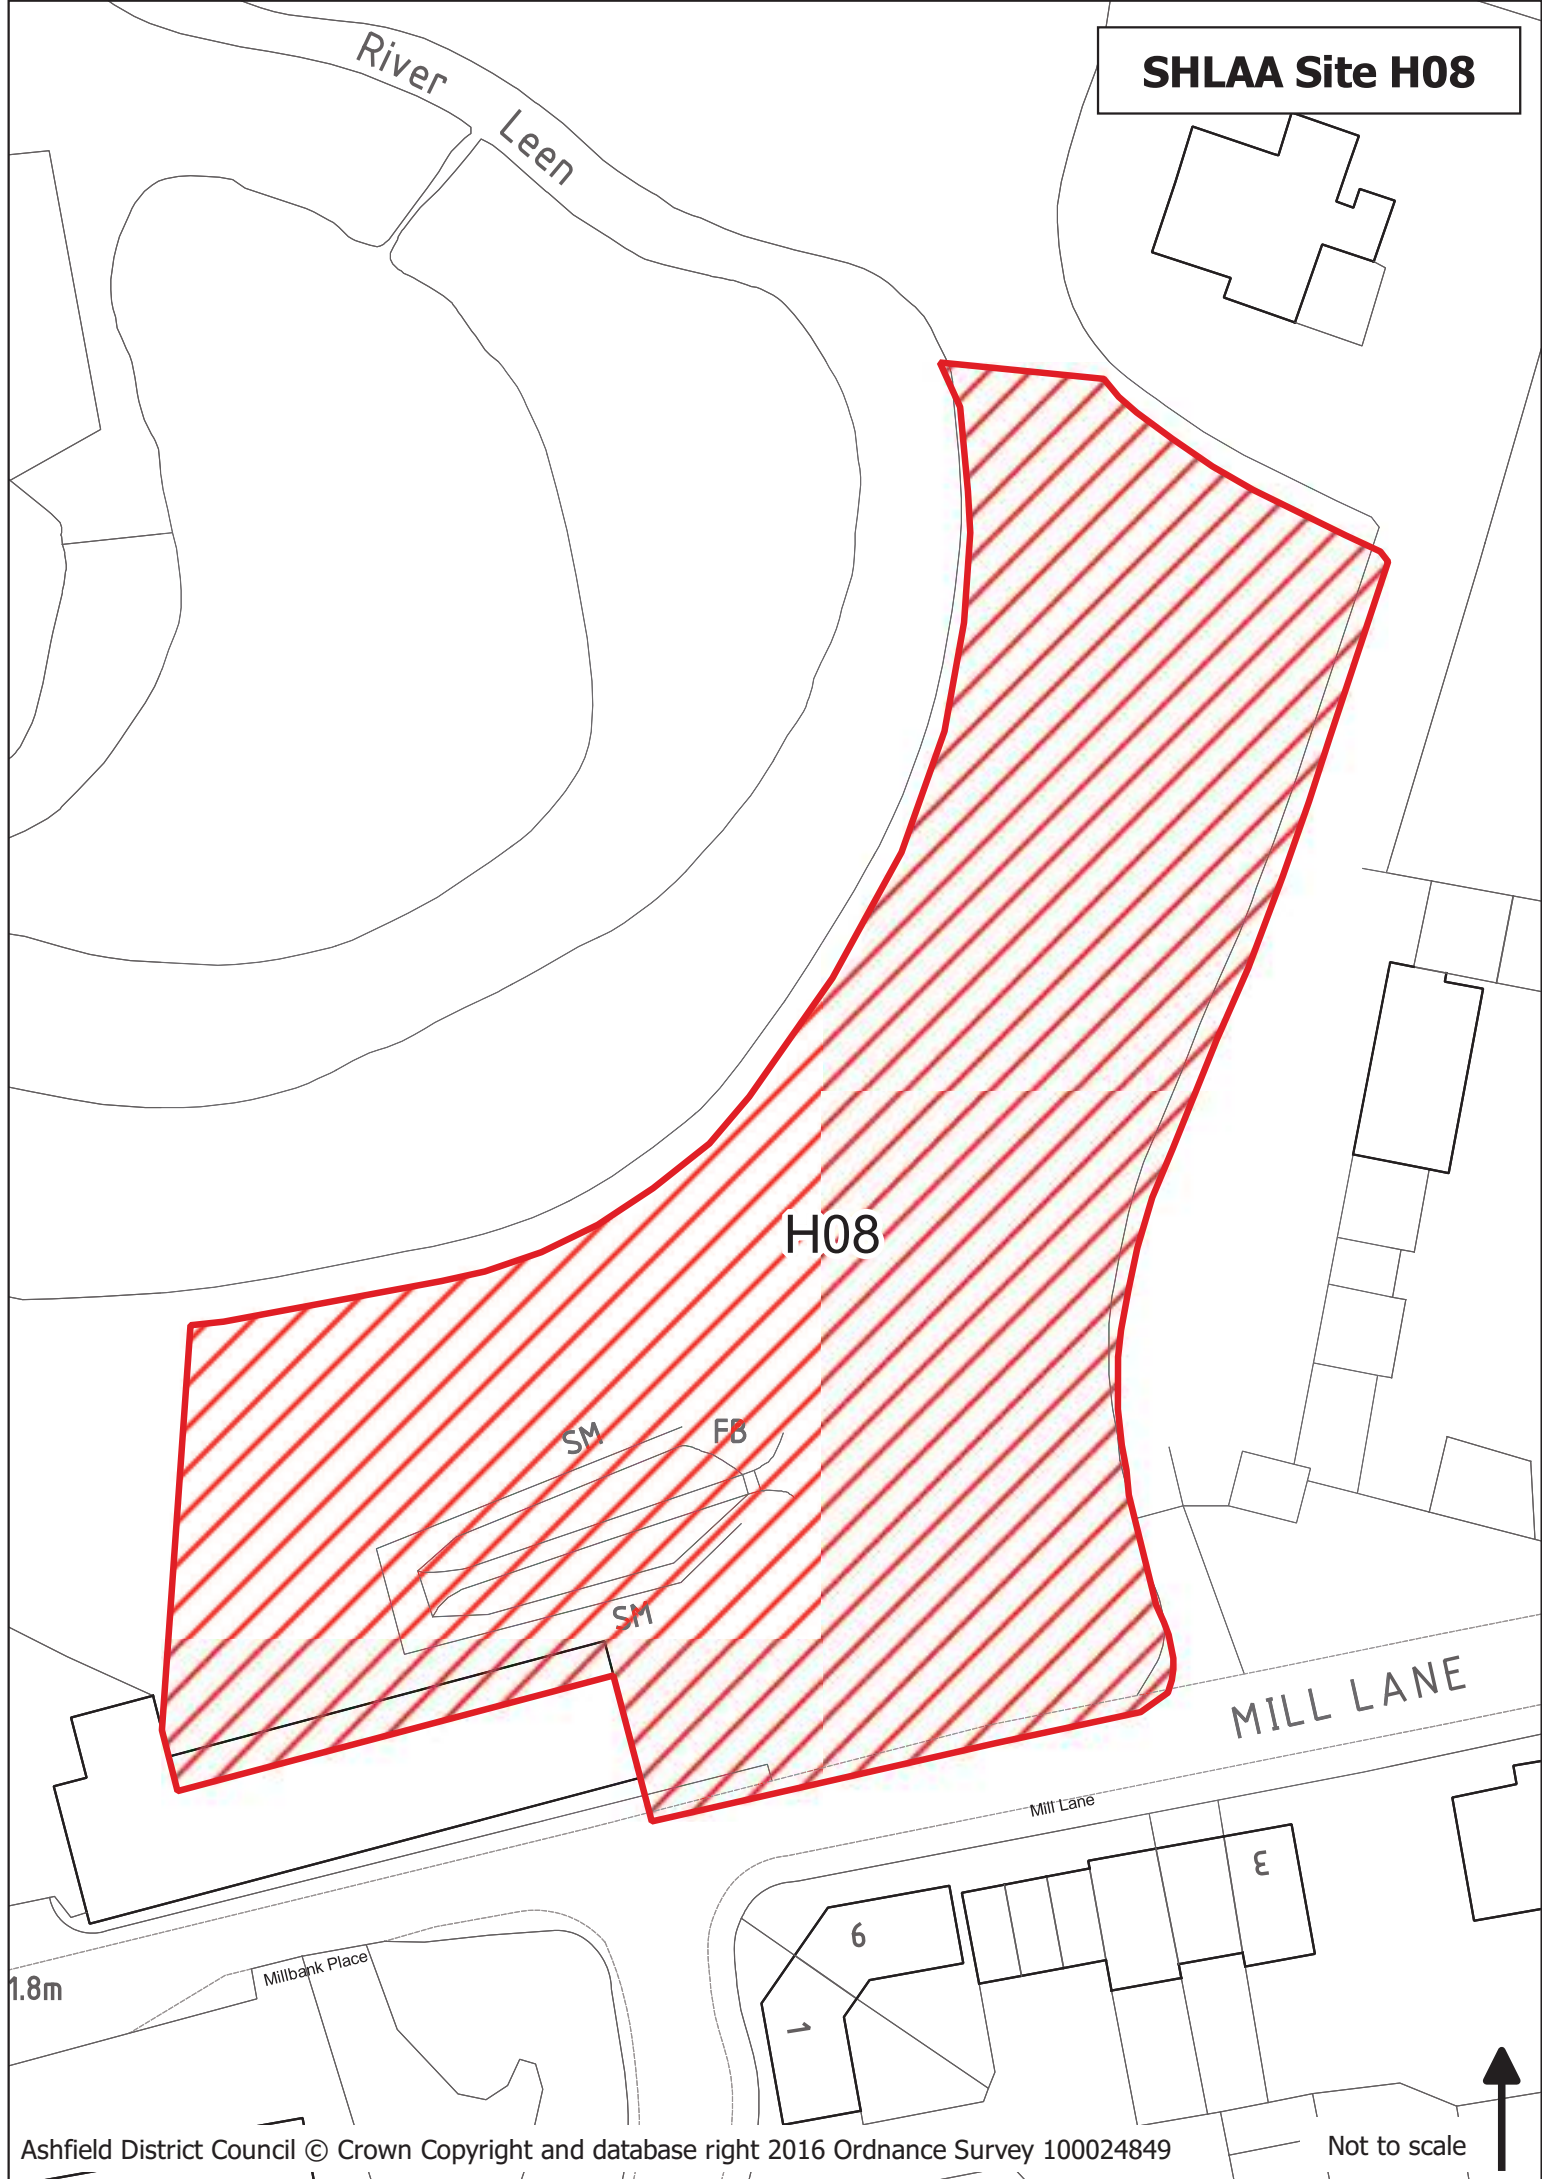 SHLAA Site H08
River
Leen
H08
SM
FB
SM
MILL LANE
Mill Lane
3
6
1
Millbank Place
1.8m
Ashfield District Council © Crown Copyright and database right 2016 Ordnance Survey 100024849
Not to scale